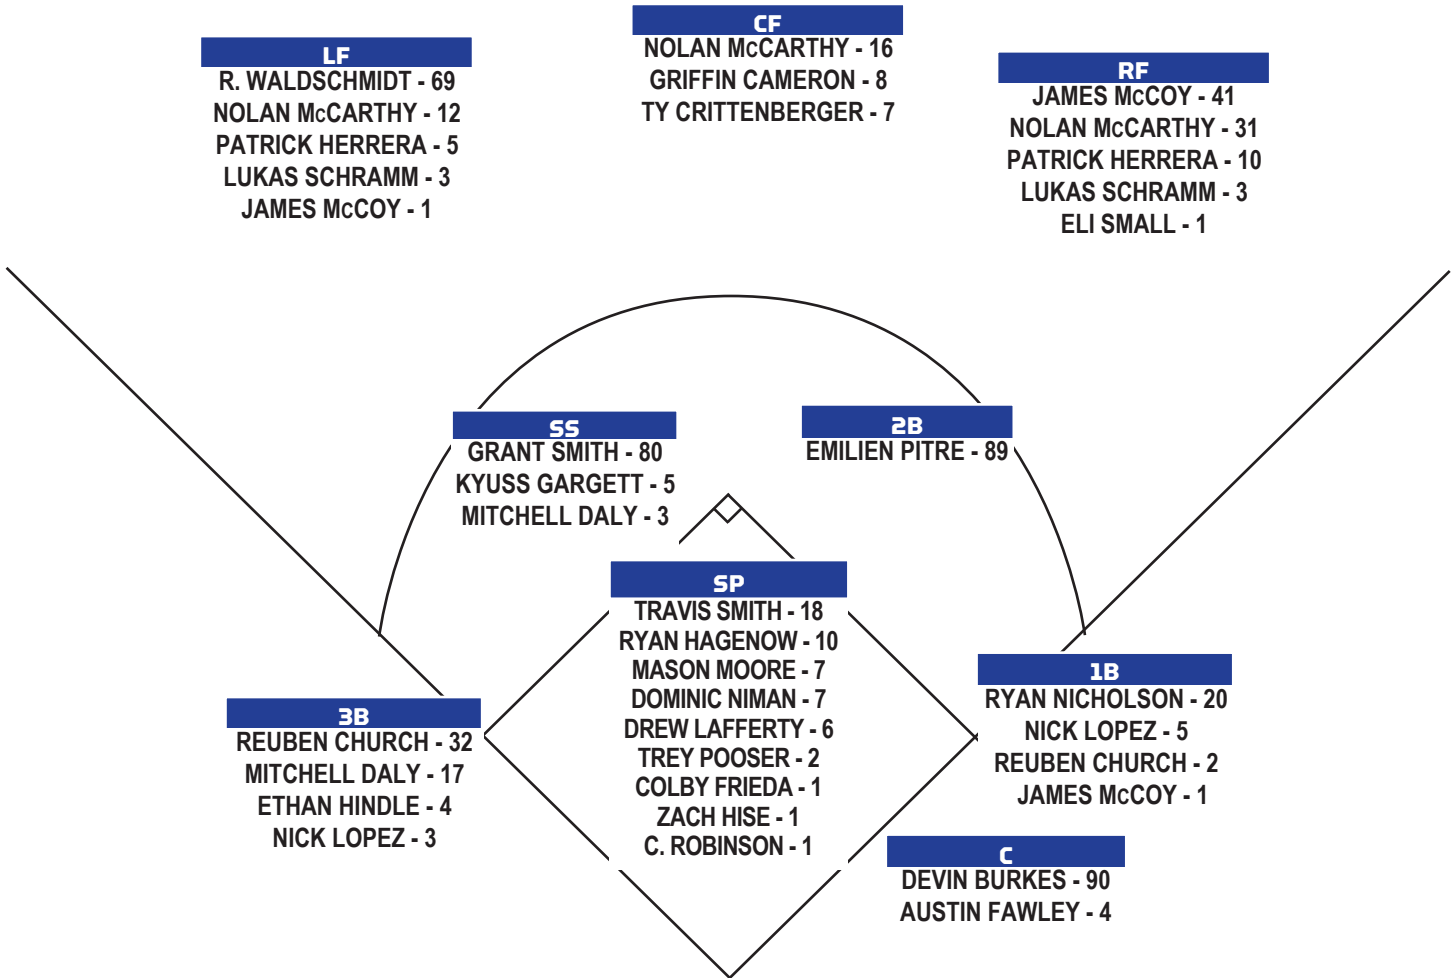 LF
R. WALDSCHMIDT - 69
NOLAN McCARTHY - 12
PATRICK HERRERA - 5
LUKAS SCHRAMM - 3
JAMES McCOY - 1
CF
NOLAN McCARTHY - 16
GRIFFIN CAMERON - 8
TY CRITTENBERGER - 7
RF
JAMES McCOY - 41
NOLAN McCARTHY - 31
PATRICK HERRERA - 10
LUKAS SCHRAMM - 3
ELI SMALL - 1
SS
GRANT SMITH - 80
KYUSS GARGETT - 5
MITCHELL DALY - 3
2B
EMILIEN PITRE - 89
SP
TRAVIS SMITH - 18
RYAN HAGENOW - 10
MASON MOORE - 7
DOMINIC NIMAN - 7
DREW LAFFERTY - 6
TREY POOSER - 2
COLBY FRIEDA - 1
ZACH HISE - 1
C. ROBINSON - 1
3B
REUBEN CHURCH - 32
MITCHELL DALY - 17
ETHAN HINDLE - 4
NICK LOPEZ - 3
1B
RYAN NICHOLSON - 20
NICK LOPEZ - 5
REUBEN CHURCH - 2
JAMES McCOY - 1
C
DEVIN BURKES - 90
AUSTIN FAWLEY - 4